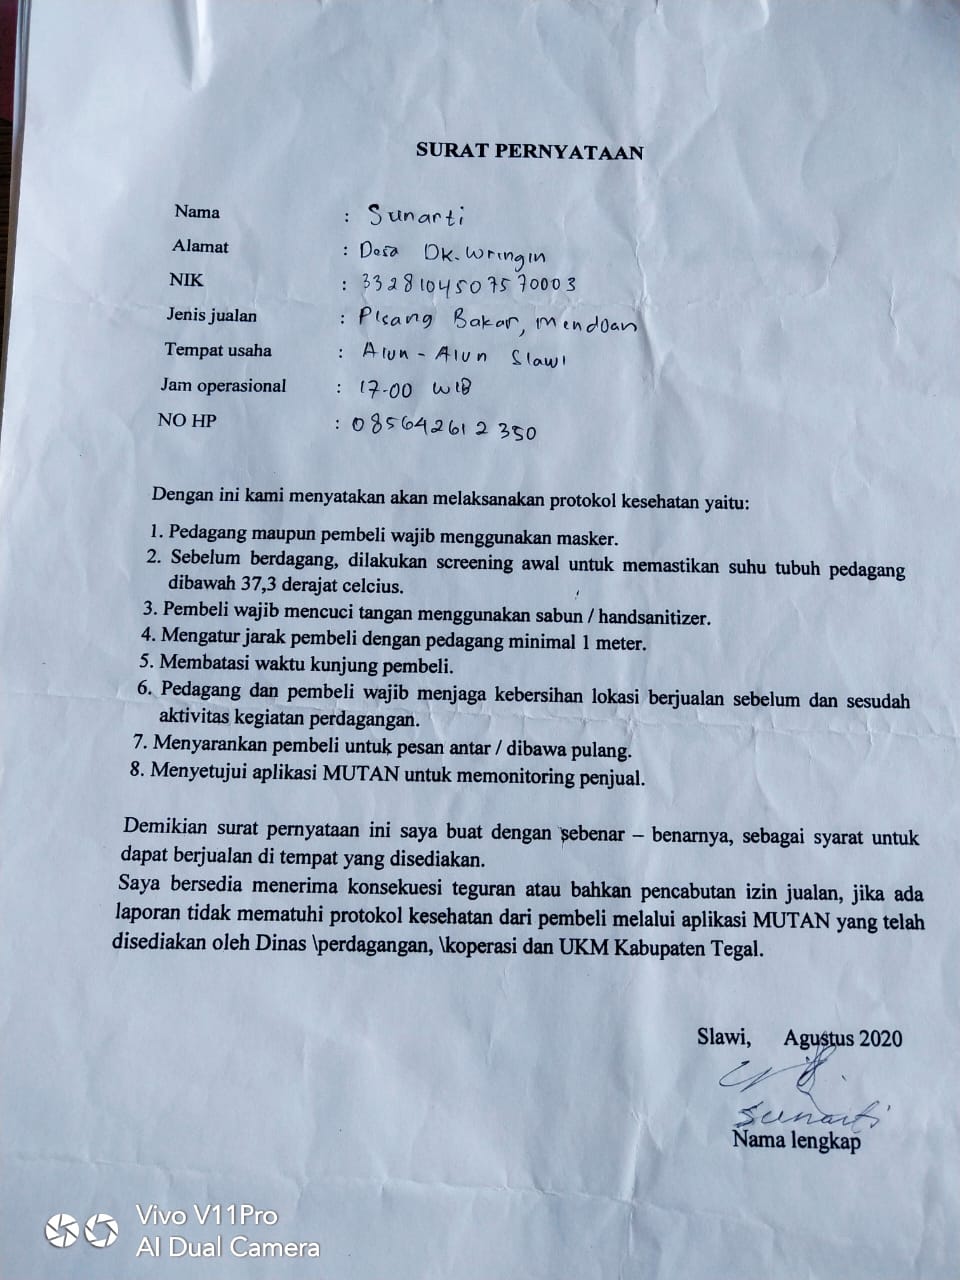 SURAT PERNYATAAN
Nama : Sunarti
Alamat : Desa Dk. Wringin
NIK : 3328104507570003
Jenis jualan : Pisang Bakar, mendoan
Tempat usaha : Alun - Alun Slawi
Jam operasional : 17.00 WIB
NO HP : 085642612350
Dengan ini kami menyatakan akan melaksanakan protokol kesehatan yaitu:
1. Pedagang maupun pembeli wajib menggunakan masker.
2. Sebelum berdagang, dilakukan screening awal untuk memastikan suhu tubuh pedagang
dibawah 37,3 derajat celcius.
3. Pembeli wajib mencuci tangan menggunakan sabun / handsanitizer.
4. Mengatur jarak pembeli dengan pedagang minimal 1 meter.
5. Membatasi waktu kunjung pembeli.
6. Pedagang dan pembeli wajib menjaga kebersihan lokasi berjualan sebelum dan sesudah
aktivitas kegiatan perdagangan.
7. Menyarankan pembeli untuk pesan antar / dibawa pulang.
8. Menyetujui aplikasi MUTAN untuk memonitoring penjual.
Demikian surat pernyataan ini saya buat dengan sebenar – benarnya, sebagai syarat untuk
dapat berjualan di tempat yang disediakan.
Saya bersedia menerima konsekuesi teguran atau bahkan pencabutan izin jualan, jika ada
laporan tidak mematuhi protokol kesehatan dari pembeli melalui aplikasi MUTAN yang telah
disediakan oleh Dinas \perdagangan, \koperasi dan UKM Kabupaten Tegal.
Slawi, Agustus 2020
Sunarti
Nama lengkap
Vivo V11Pro
AI Dual Camera